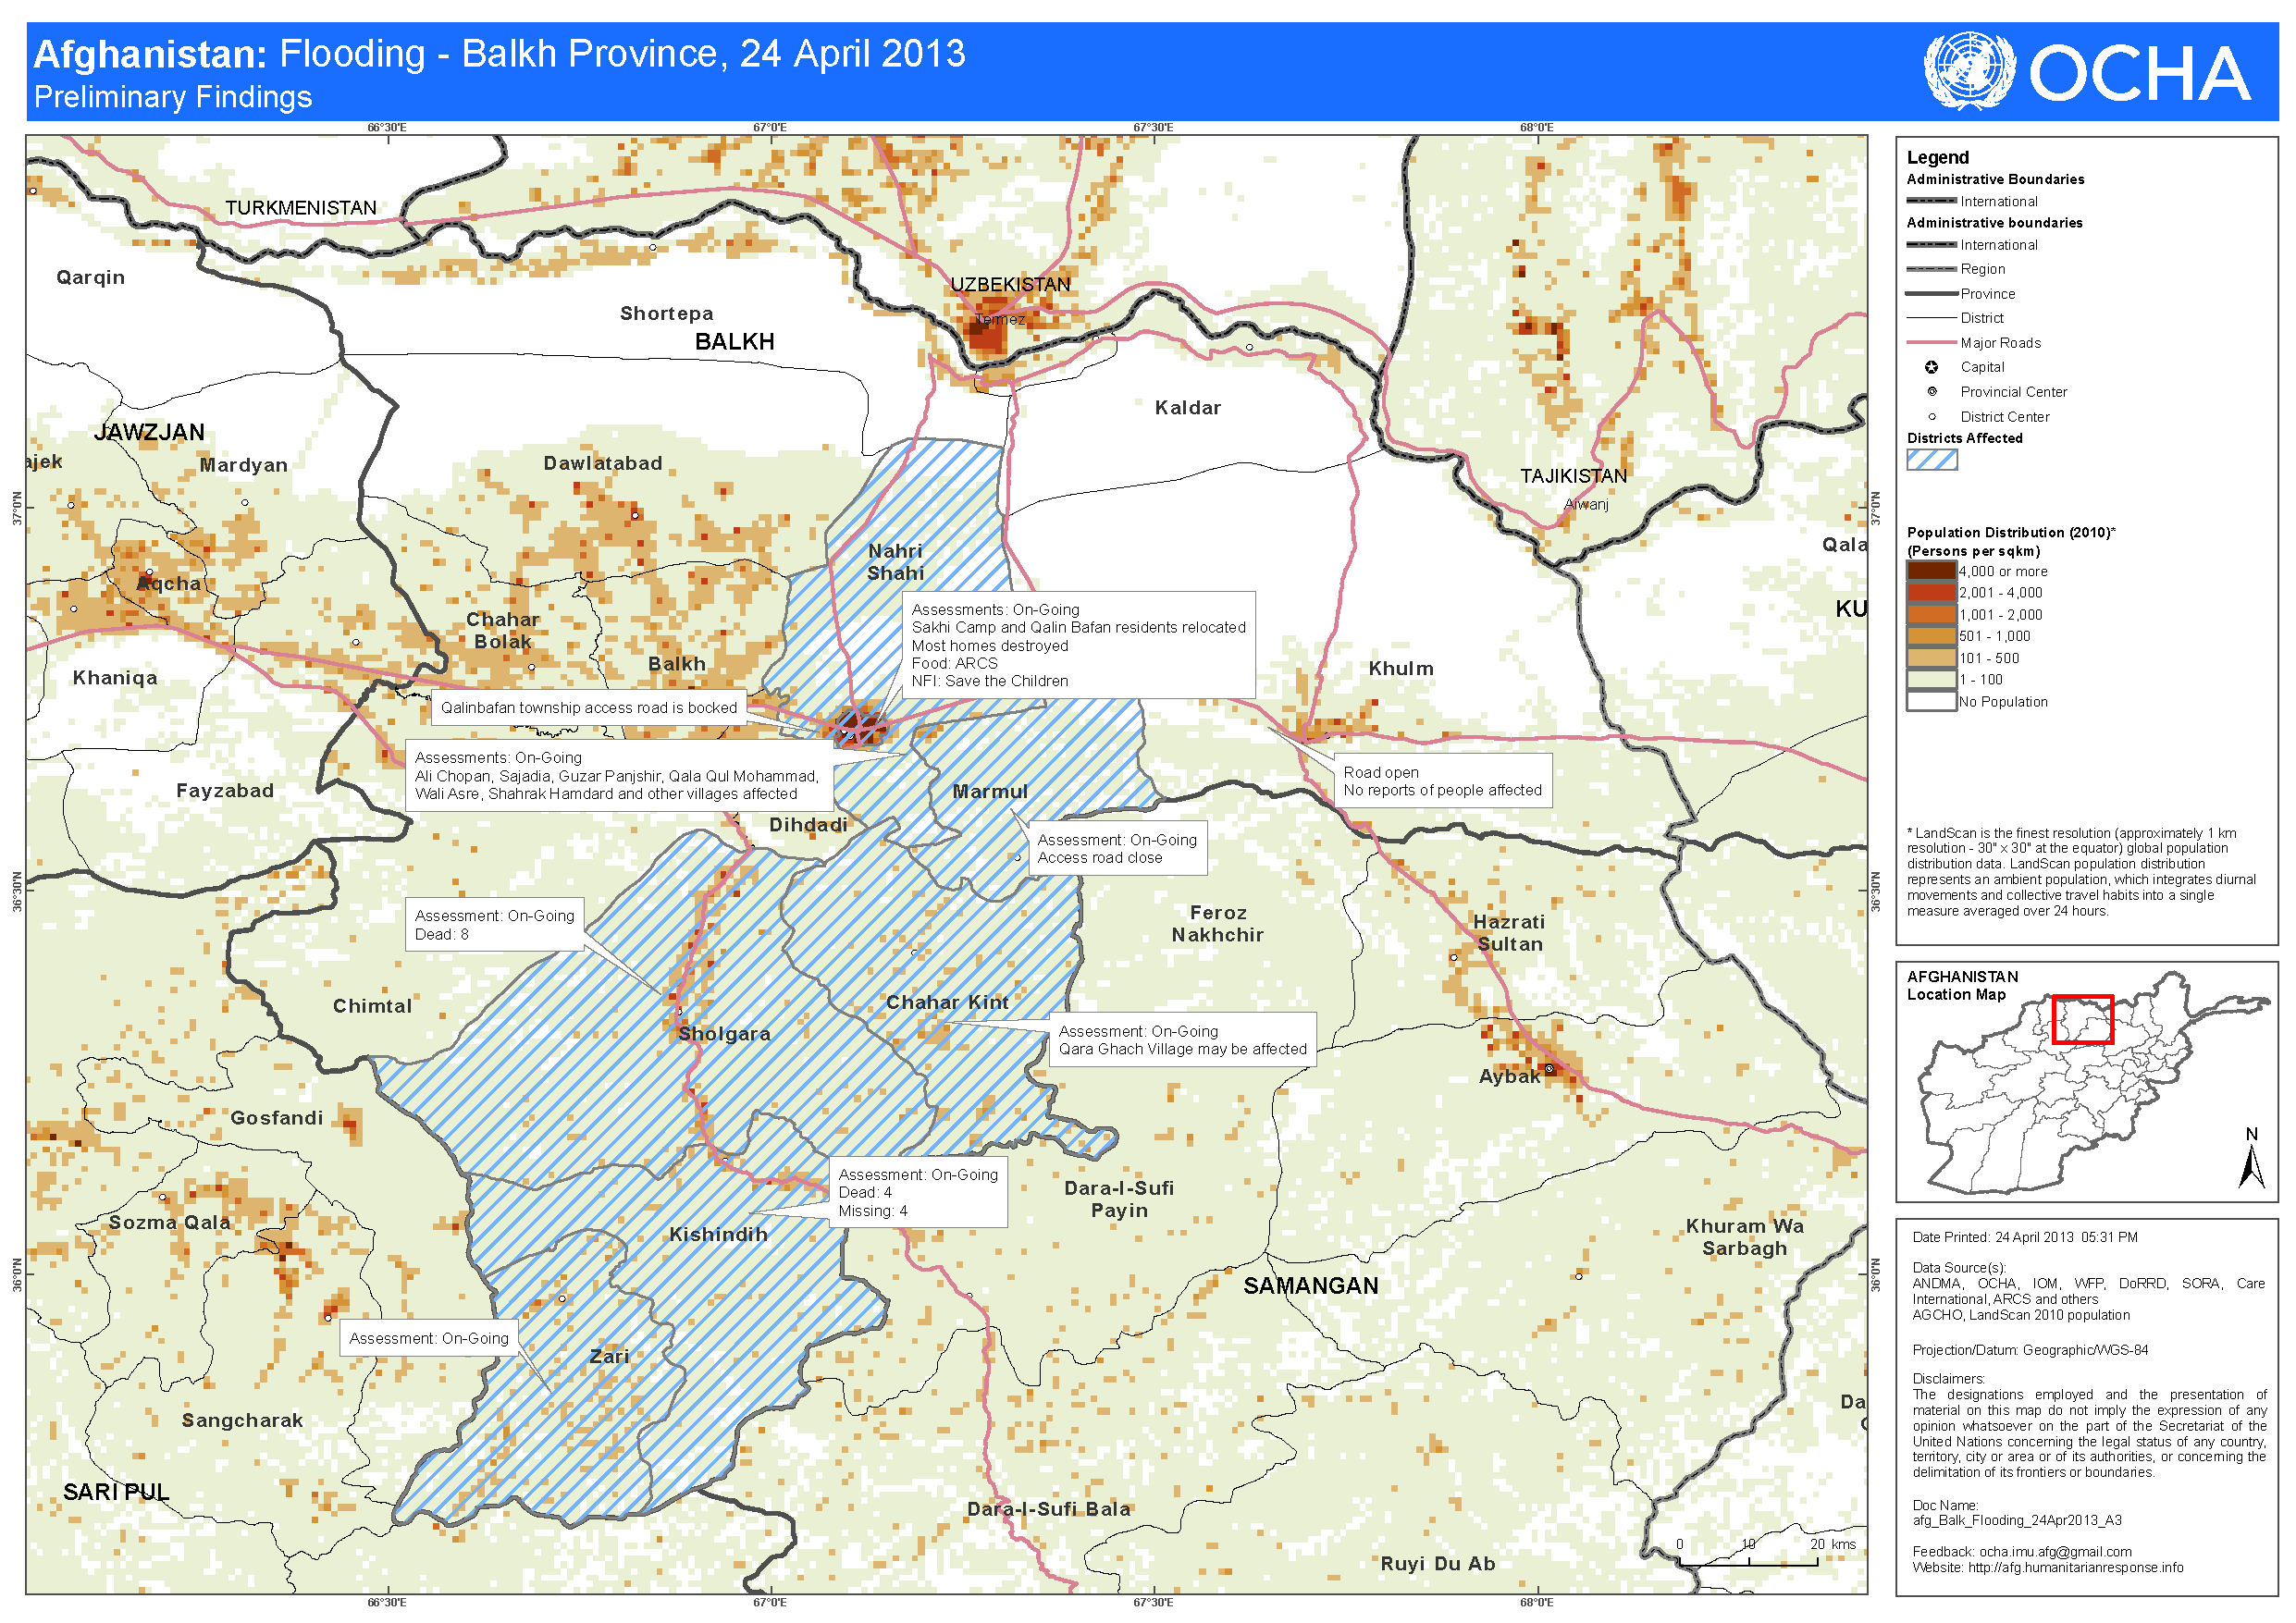 Afghanistan: Flooding - Balkh Province, 24 April 2013
Preliminary Findings
OCHA
66°30'E
67°0'E
67°30'E
68°0'E
TURKMENISTAN
Qarqin
UZBEKISTAN
Shortepa
Termez
BALKH
Kaldar
JAWZJAN
ajek
Mardyan
Dawlatabad
TAJIKISTAN
Aiwanj
37°0'N
37°0'N
Qala
Nahri
Shahi
Aqcha
KU
Chahar
Bolak
Assessments: On-Going
Sakhi Camp and Qalin Bafan residents relocated
Most homes destroyed
Food: ARCS
NFI: Save the Children
Balkh
Khulm
Khaniqa
Qalinbafan township access road is bocked
Assessments: On-Going
Ali Chopan, Sajadia, Guzar Panjshir, Qala Qul Mohammad,
Wali Asre, Shahrak Hamdard and other villages affected
Road open
No reports of people affected
Fayzabad
Marmul
Dihdadi
Assessment: On-Going
Access road close
36°30'N
36°30'N
Assessment: On-Going
Dead: 8
Feroz
Nakhchir
Hazrati
Sultan
Chimtal
Chahar Kint
Sholgara
Assessment: On-Going
Qara Ghach Village may be affected
Aybak
Gosfandi
Assessment: On-Going
Dead: 4
Missing: 4
Dara-I-Sufi
Payin
Sozma Qala
Kishindih
Khuram Wa
Sarbagh
36°0'N
36°0'N
SAMANGAN
Assessment: On-Going
Zari
Sangcharak
Da
SARI PUL
Dara-I-Sufi Bala
Ruyi Du Ab
0 10 20 kms
66°30'E
67°0'E
67°30'E
68°0'E
Legend
Administrative Boundaries
International
Administrative boundaries
International
Region
Province
District
Major Roads
Capital
Provincial Center
District Center
Districts Affected
Population Distribution (2010)*
(Persons per sqkm)
4,000 or more
2,001 - 4,000
1,001 - 2,000
501 - 1,000
101 - 500
1 - 100
No Population
* LandScan is the finest resolution (approximately 1 km
resolution - 30" x 30" at the equator) global population
distribution data. LandScan population distribution
represents an ambient population, which integrates diurnal
movements and collective travel habits into a single
measure averaged over 24 hours.
AFGHANISTAN
Location Map
N
Date Printed: 24 April 2013 05:31 PM
Data Source(s):
ANDMA, OCHA, IOM, WFP, DoRRD, SORA, Care
International, ARCS and others
AGCHO, LandScan 2010 population
Projection/Datum: Geographic/WGS-84
Disclaimers:
The designations employed and the presentation of
material on this map do not imply the expression of any
opinion whatsoever on the part of the Secretariat of the
United Nations concerning the legal status of any country,
territory, city or area or of its authorities, or concerning the
delimitation of its frontiers or boundaries.
Doc Name:
afg_Balk_Flooding_24Apr2013_A3
Feedback: ocha.imu.afg@gmail.com
Website: http://afg.humanitarianresponse.info